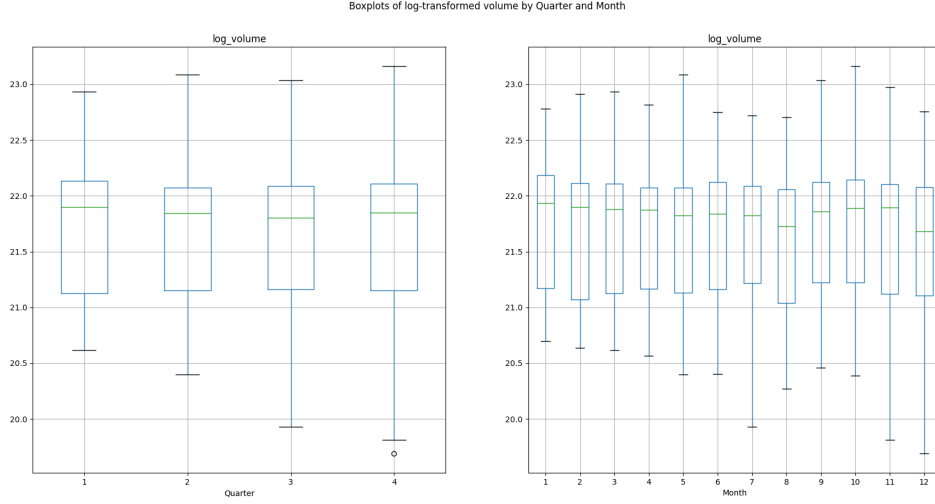 Boxplots of log-transformed volume by Quarter and Month
log_volume
23.0
22.5
22.0
21.5
21.0
20.5
20.0
1 2 3 4
Quarter
log_volume
23.0
22.5
22.0
21.5
21.0
20.5
20.0
1 2 3 4 5 6 7 8 9 10 11 12
Month